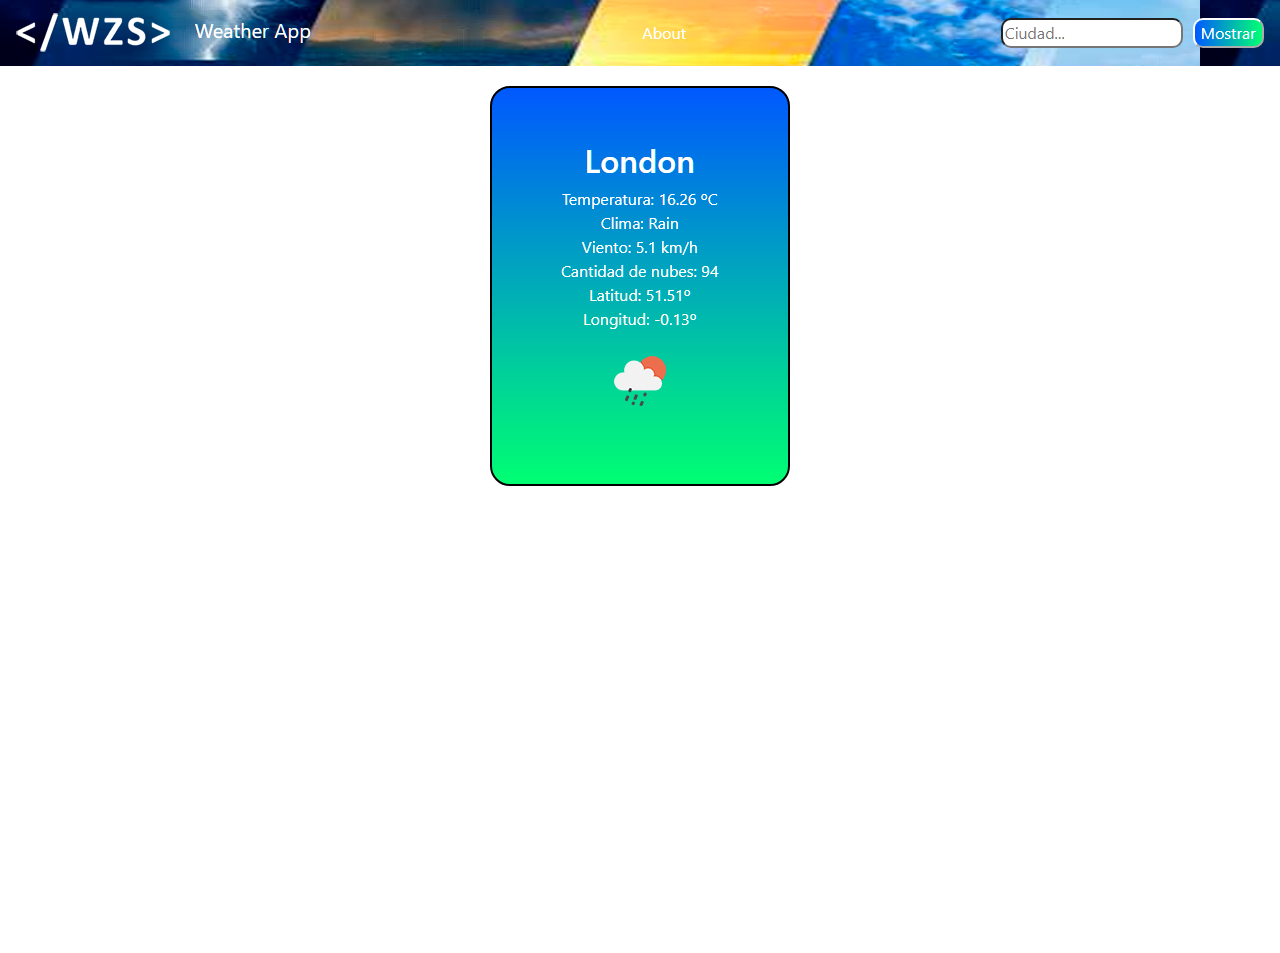 </WZS> Weather App
About
Ciudad...
Mostrar
London
Temperatura: 16.26 ºC
Clima: Rain
Viento: 5.1 km/h
Cantidad de nubes: 94
Latitud: 51.51º
Longitud: -0.13º